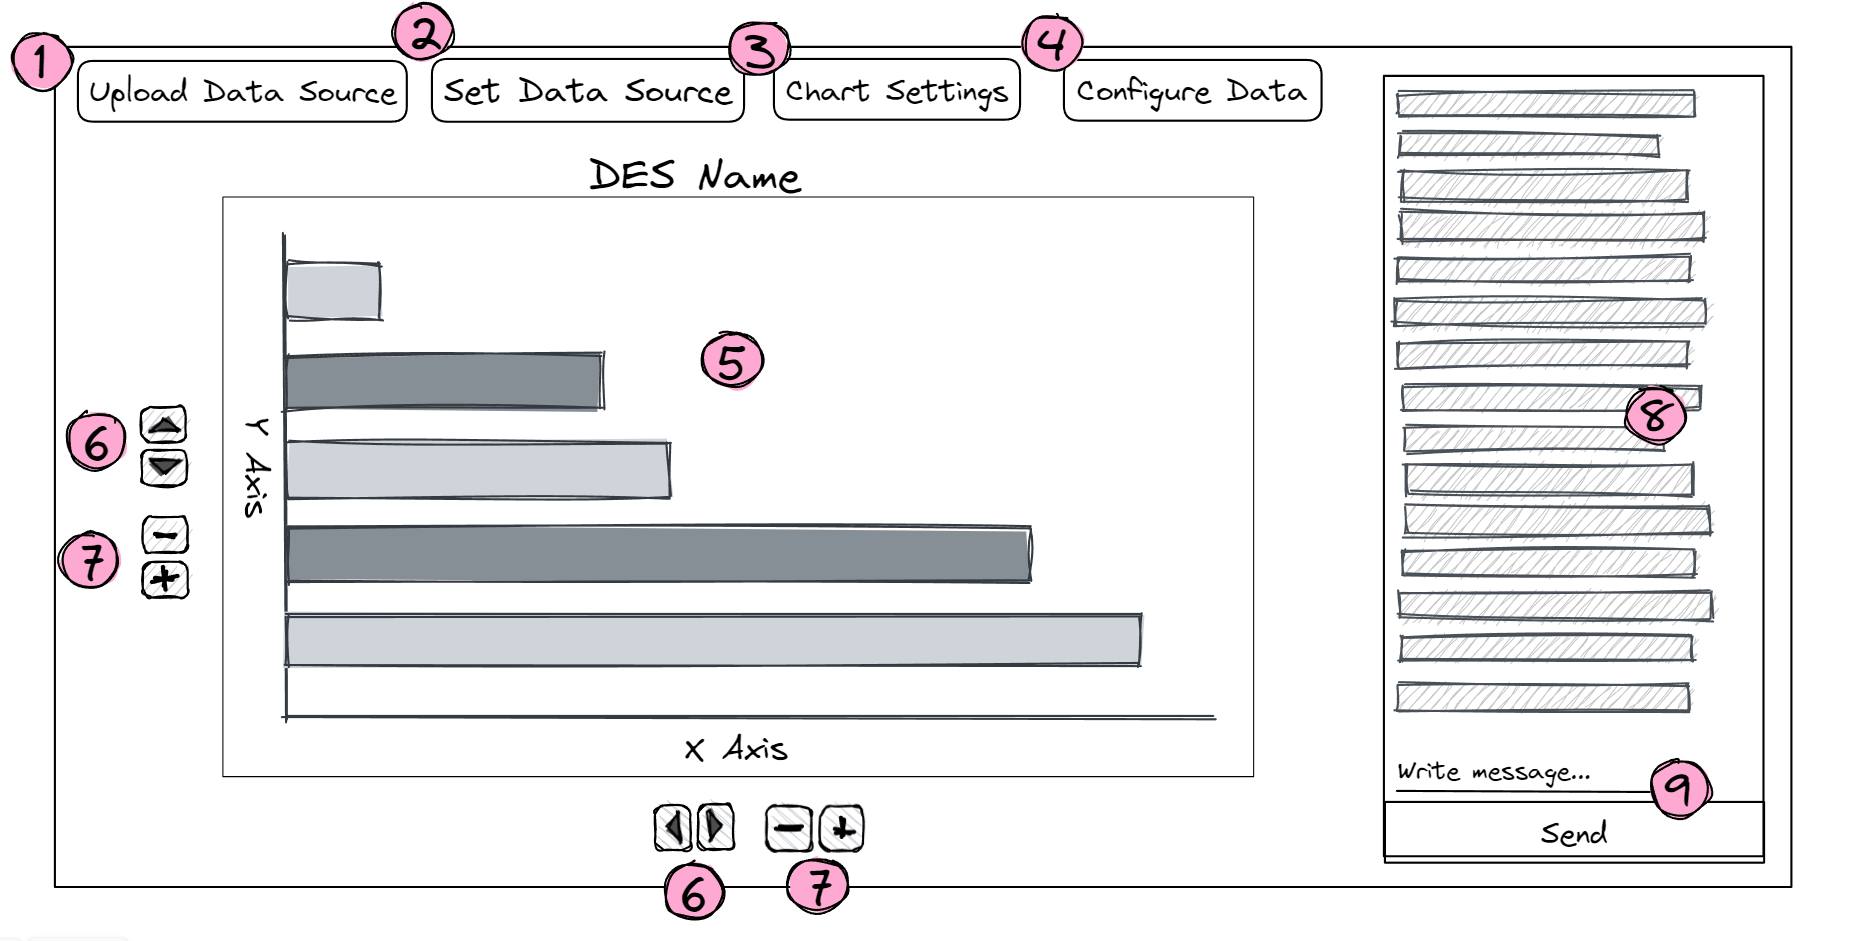 1
2
3
4
Upload Data Source
Set Data Source
Chart Settings
Configure Data
DES Name
5
Y Axis
6
7
-
+
X Axis
- +
6
7
8
Write message...
9
Send